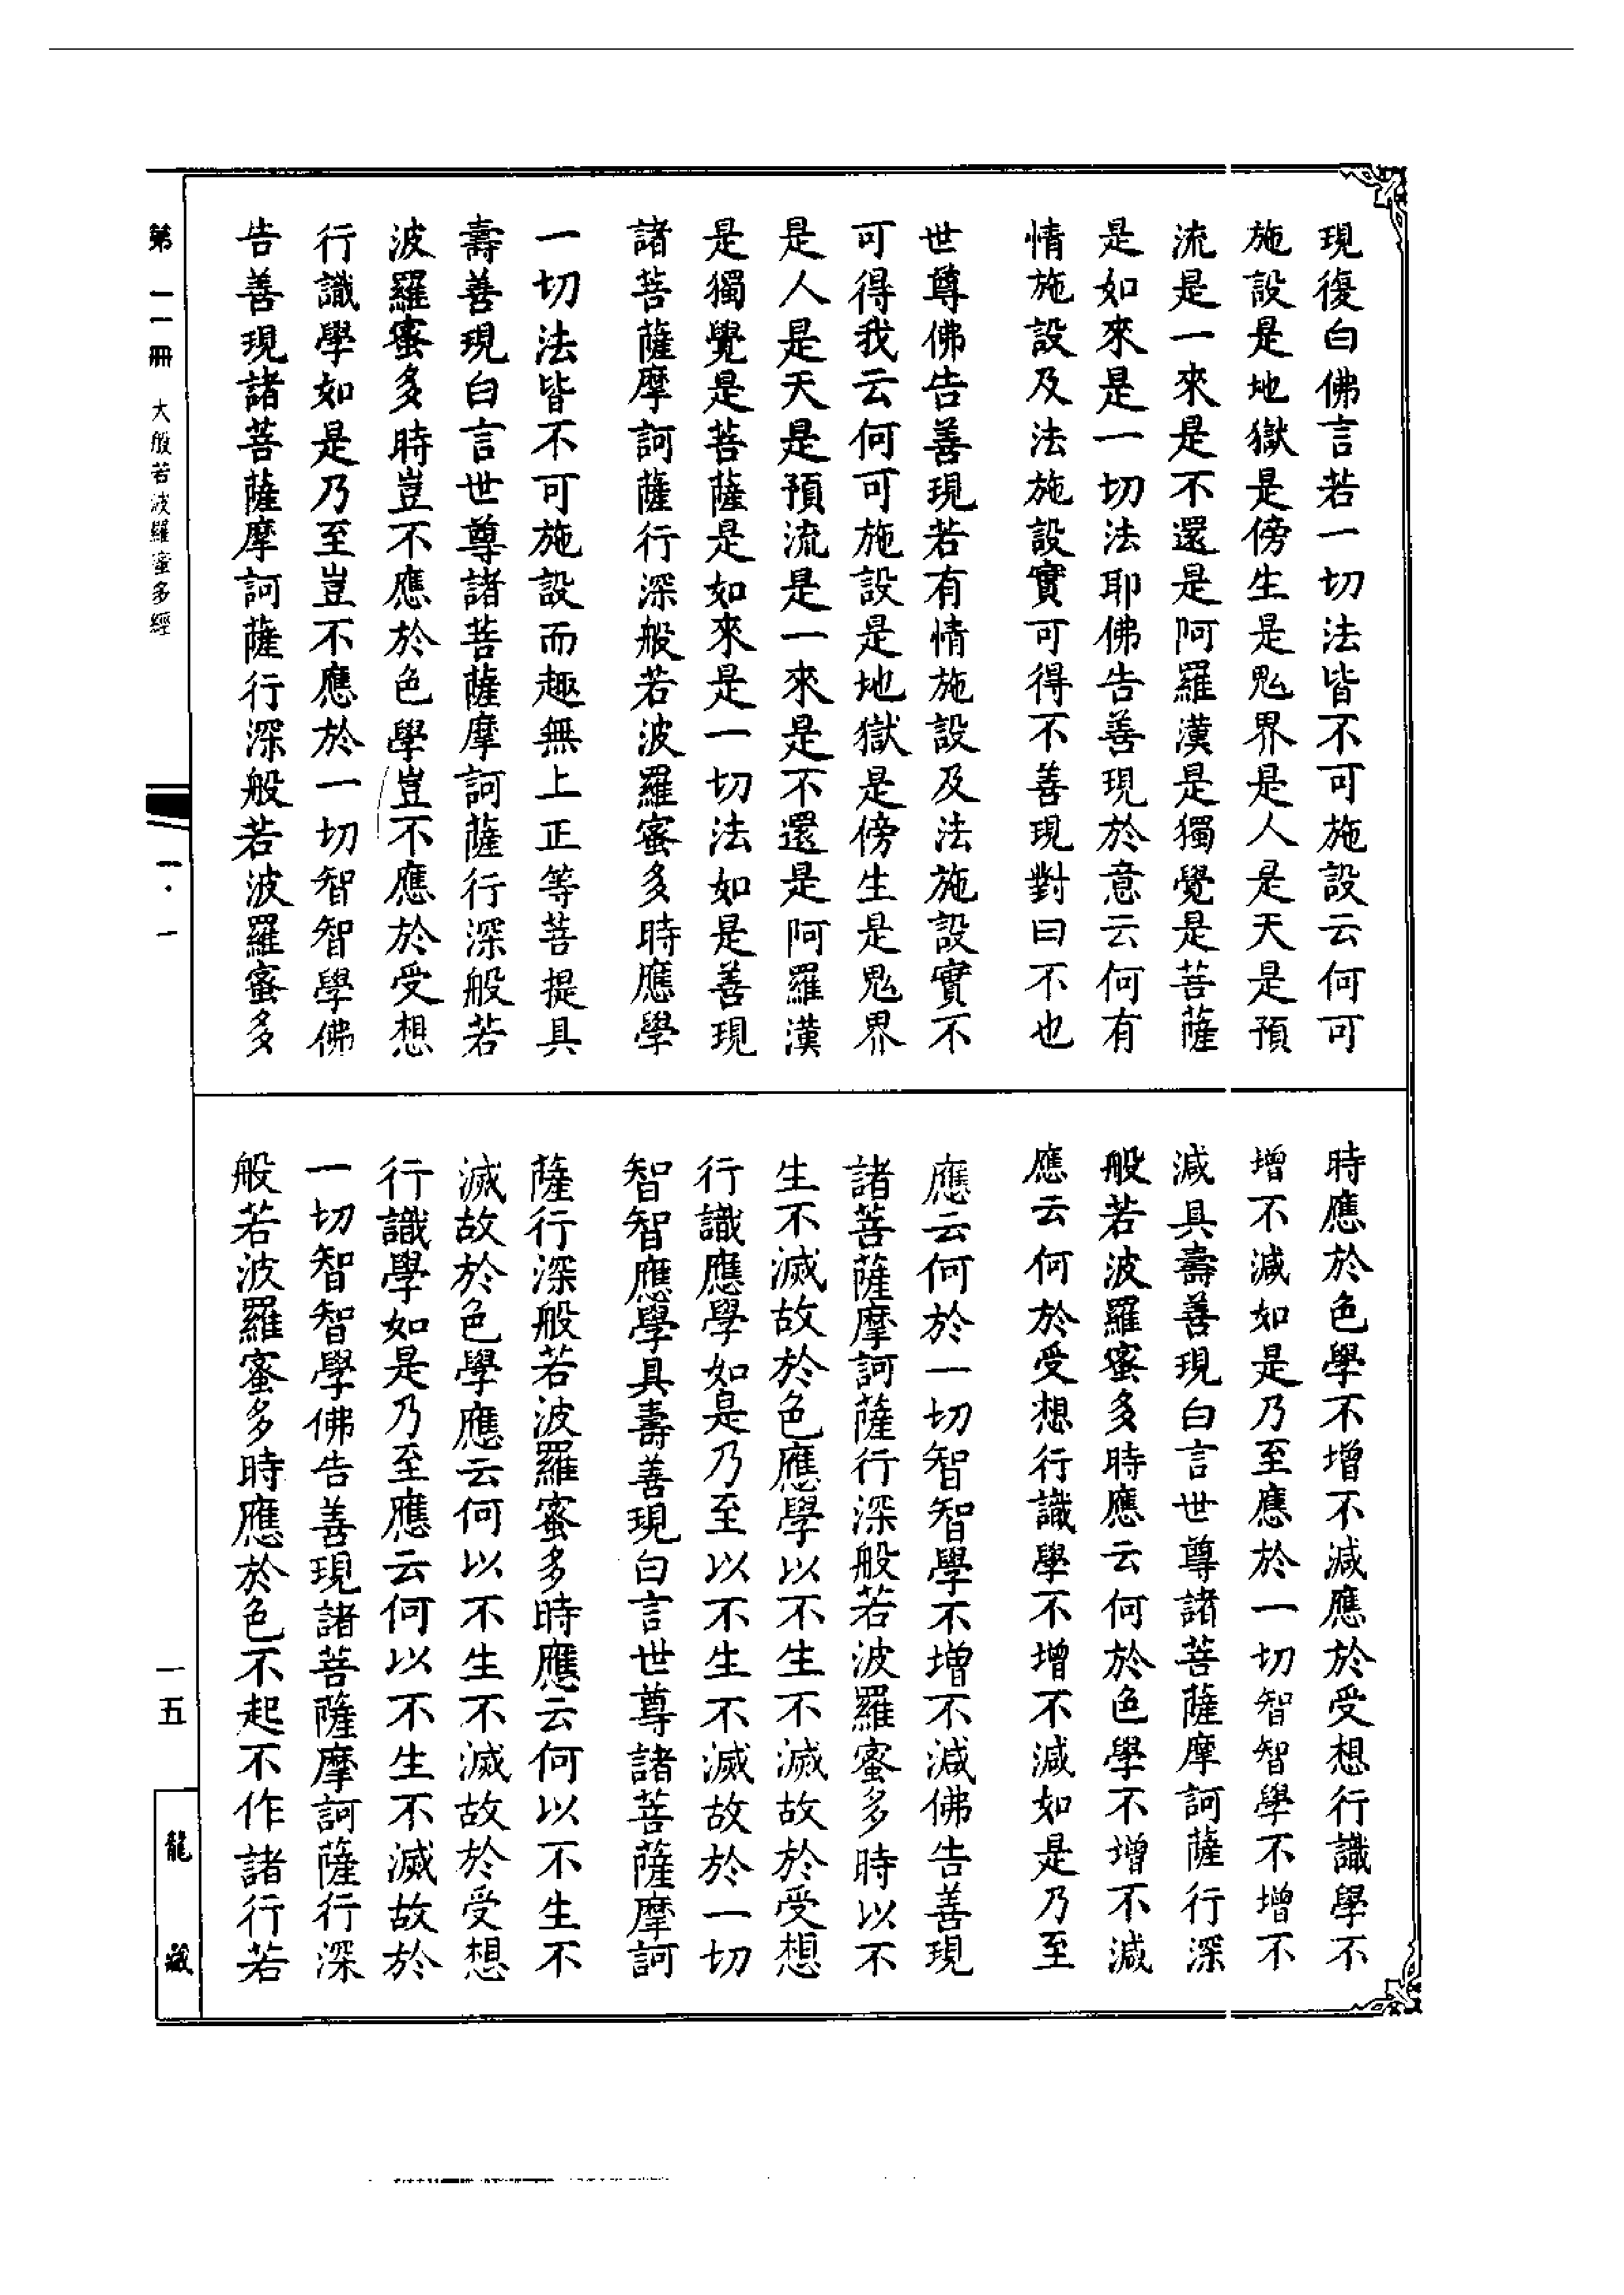 現復白佛言若一切法皆不可施設云何可
施設是地獄是傍生是鬼界是人是天是預
流是一來是不還是阿羅漢是獨覺是菩薩
是如來是一切法耶佛告善現於意云何有
情施設及法施設實可得不善現對曰不也
世尊佛告善現若有情施設及法施設實不
可得我云何可施設是地獄是傍生是鬼界
是人是天是預流是一來是不還是阿羅漢
是獨覺是菩薩是如來是一切法如是善現
諸菩薩摩訶薩行深般若波羅蜜多時應學
一切法皆不可施設而趣無上正等菩提具
壽善現白言世尊諸菩薩摩訶薩行深般若
波羅蜜多時豈不應於色學豈不應於受想
行識學如是乃至豈不應於一切智智學佛
告善現諸菩薩摩訶薩行深般若波羅蜜多
時應於色學不增不減應於受想行識學不
增不減如是乃至應於一切智智學不增不
減具壽善現白言世尊諸菩薩摩訶薩行深
般若波羅蜜多時應云何於色學不增不減
應云何於受想行識學不增不減如是乃至
應云何於一切智智學不增不減佛告善現
諸菩薩摩訶薩行深般若波羅蜜多時以不
生不滅故於色應學以不生不滅故於受想
行識應學如是乃至以不生不滅故於一切
智智應學具壽善現白言世尊諸菩薩摩訶
薩行深般若波羅蜜多時應云何以不生不
滅故於色學應云何以不生不滅故於受想
行識學如是乃至應云何以不生不滅故於
一切智智學佛告善現諸菩薩摩訶薩行深
般若波羅蜜多時應於色不起不作諸行若
第一一冊 大般若波羅蜜多經
一·一
一五
龍藏